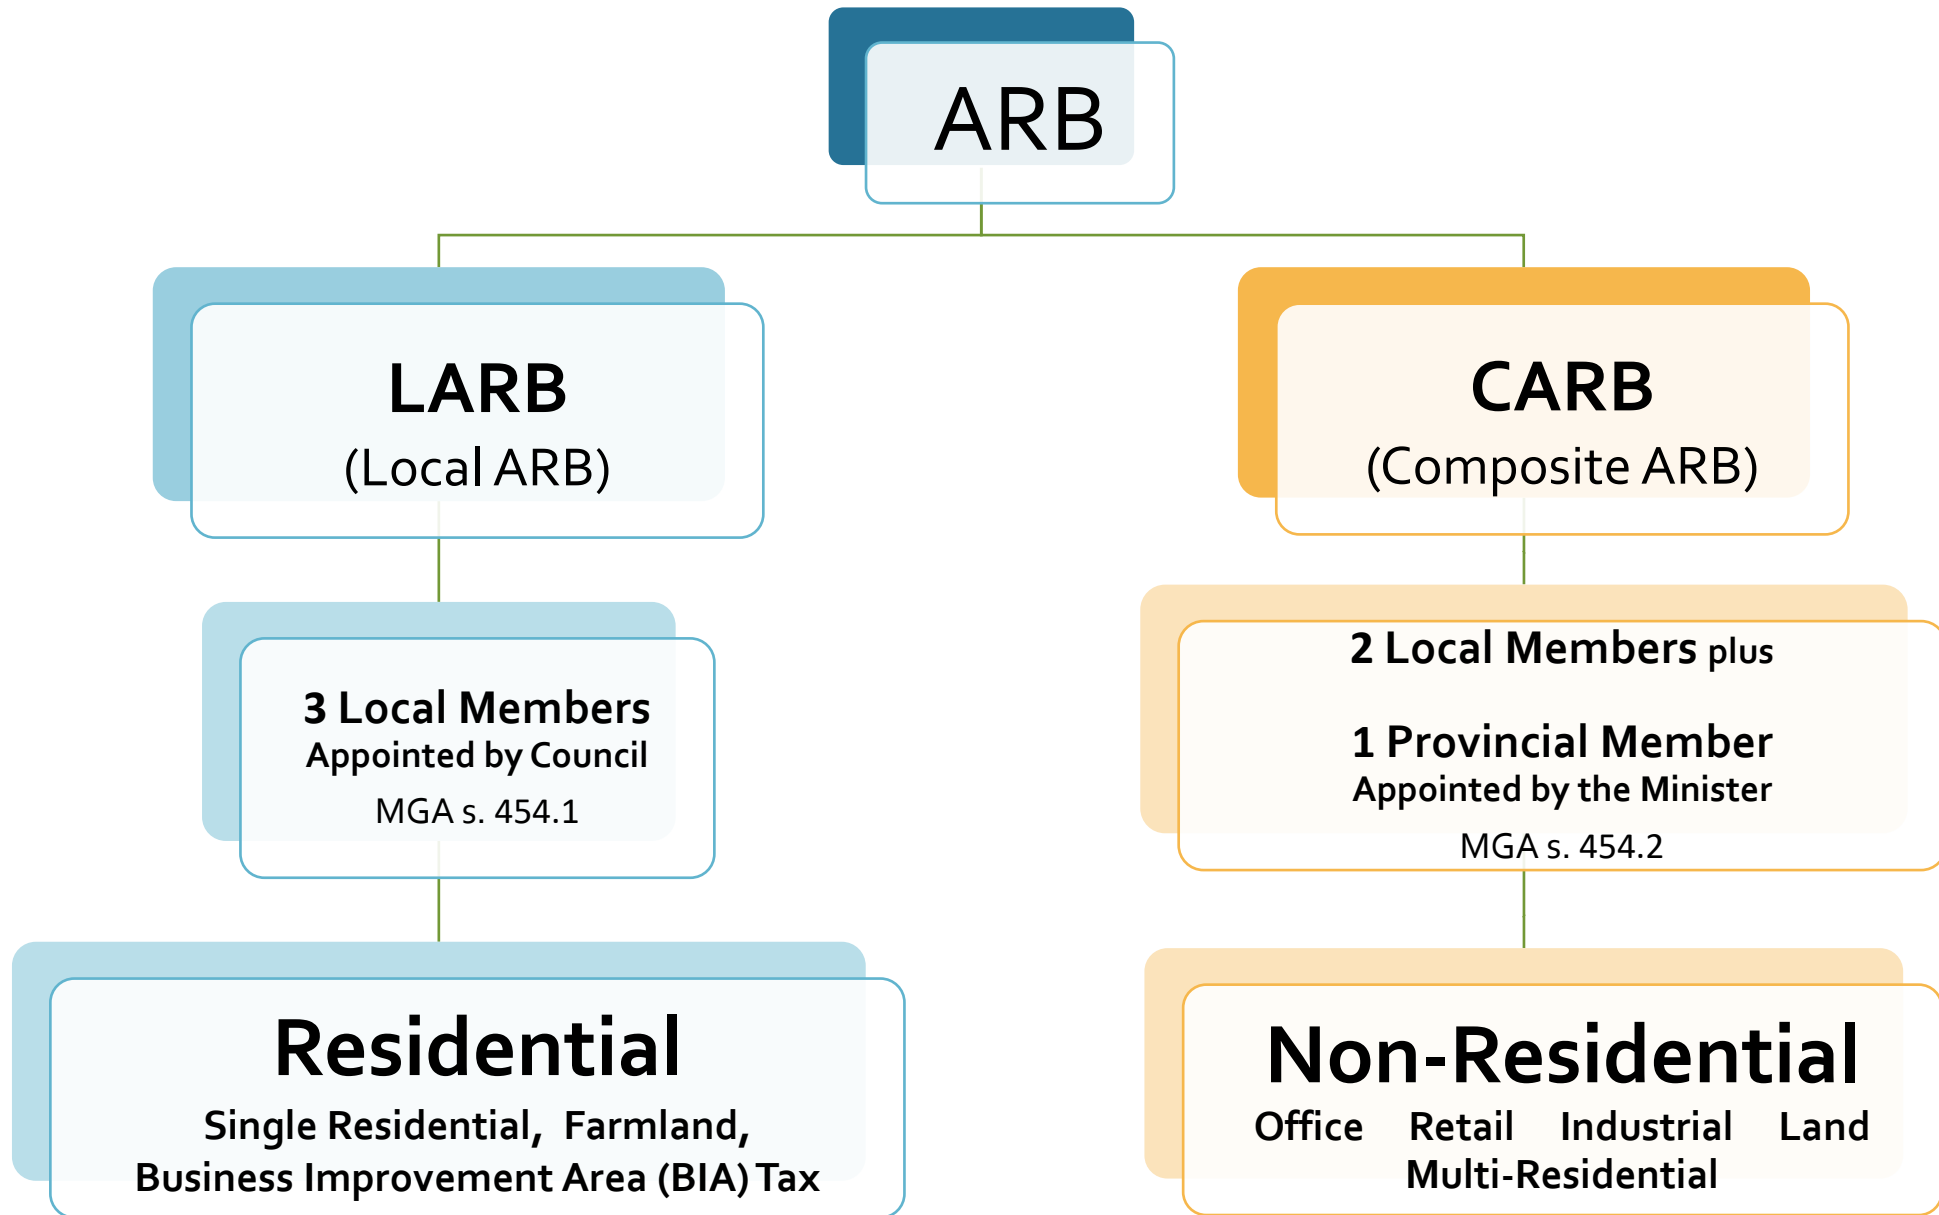 ARB
LARB
(Local ARB)
3 Local Members
Appointed by Council
MGA s. 454.1
Residential
Single Residential, Farmland,
Business Improvement Area (BIA) Tax
CARB
(Composite ARB)
2 Local Members plus
1 Provincial Member
Appointed by the Minister
MGA s. 454.2
Non-Residential
Office Retail Industrial Land
Multi-Residential